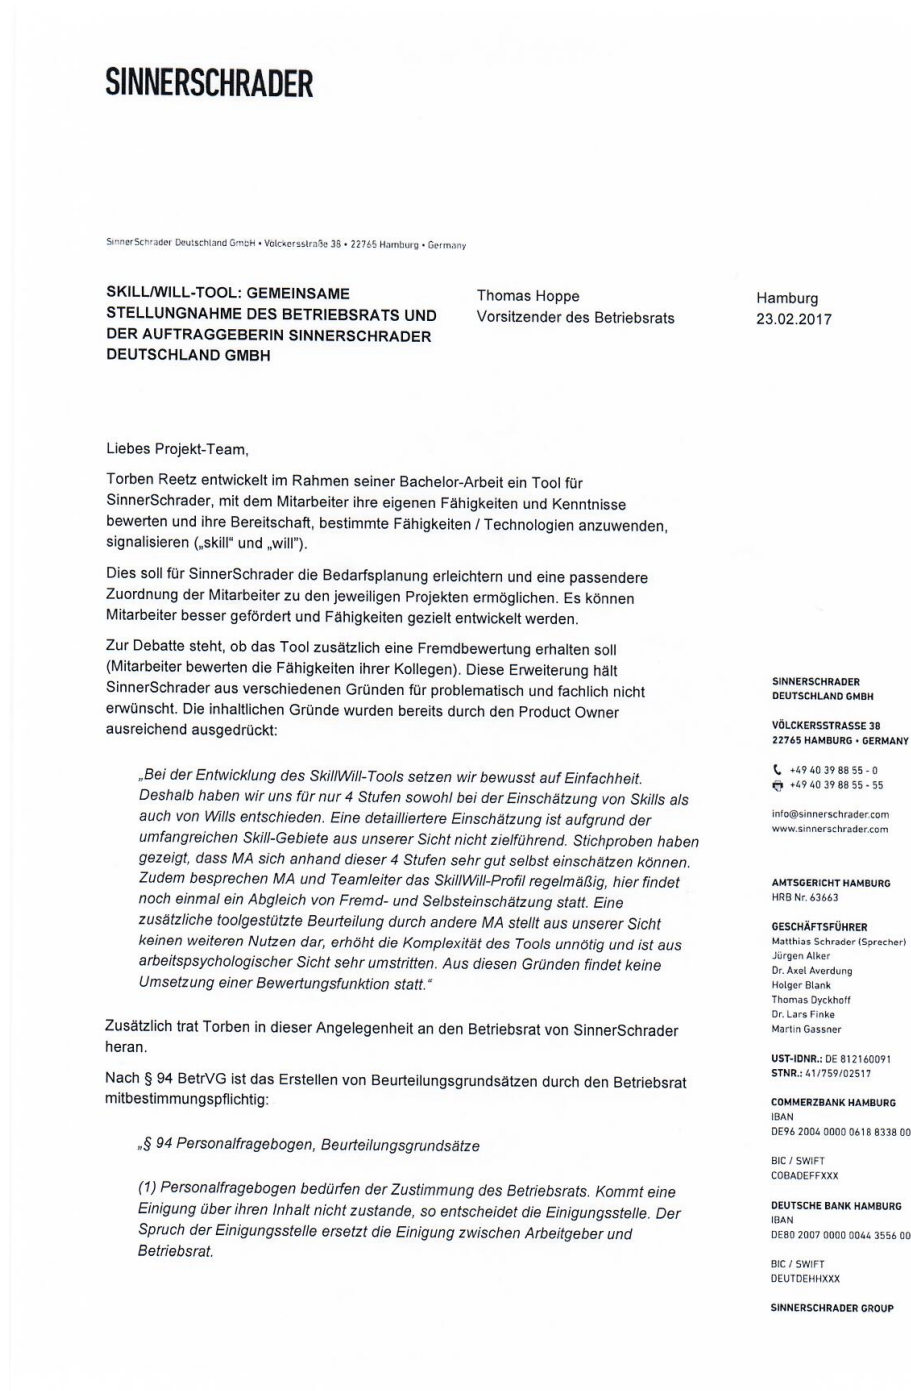 SINNERSCHRADER
SinnerSchrader Deutschland GmbH • Völckersstraße 38 • 22765 Hamburg • Germany
SKILL/WILL-TOOL: GEMEINSAME
STELLUNGNAHME DES BETRIEBSRATS UND
DER AUFTRAGGEBERIN SINNERSCHRADER
DEUTSCHLAND GMBH
Thomas Hoppe
Vorsitzender des Betriebsrats
Hamburg
23.02.2017
Liebes Projekt-Team,
Torben Reetz entwickelt im Rahmen seiner Bachelor-Arbeit ein Tool für
SinnerSchrader, mit dem Mitarbeiter ihre eigenen Fähigkeiten und Kenntnisse
bewerten und ihre Bereitschaft, bestimmte Fähigkeiten / Technologien anzuwenden,
signalisieren („skill“ und „will“).
Dies soll für SinnerSchrader die Bedarfsplanung erleichtern und eine passendere
Zuordnung der Mitarbeiter zu den jeweiligen Projekten ermöglichen. Es können
Mitarbeiter besser gefördert und Fähigkeiten gezielt entwickelt werden.
Zur Debatte steht, ob das Tool zusätzlich eine Fremdbewertung erhalten soll
(Mitarbeiter bewerten die Fähigkeiten ihrer Kollegen). Diese Erweiterung hält
SinnerSchrader aus verschiedenen Gründen für problematisch und fachlich nicht
erwünscht. Die inhaltlichen Gründe wurden bereits durch den Product Owner
ausreichend ausgedrückt:
„Bei der Entwicklung des SkillWill-Tools setzen wir bewusst auf Einfachheit.
Deshalb haben wir uns für nur 4 Stufen sowohl bei der Einschätzung von Skills als
auch von Wills entschieden. Eine detailliertere Einschätzung ist aufgrund der
umfangreichen Skill-Gebiete aus unserer Sicht nicht zielführend. Stichproben haben
gezeigt, dass MA sich anhand dieser 4 Stufen sehr gut selbst einschätzen können.
Zudem besprechen MA und Teamleiter das SkillWill-Profil regelmäßig, hier findet
noch einmal ein Abgleich von Fremd- und Selbsteinschätzung statt. Eine
zusätzliche toolgestützte Beurteilung durch andere MA stellt aus unserer Sicht
keinen weiteren Nutzen dar, erhöht die Komplexität des Tools unnötig und ist aus
arbeitspsychologischer Sicht sehr umstritten. Aus diesen Gründen findet keine
Umsetzung einer Bewertungsfunktion statt.“
Zusätzlich trat Torben in dieser Angelegenheit an den Betriebsrat von SinnerSchrader
heran.
Nach § 94 BetrVG ist das Erstellen von Beurteilungsgrundsätzen durch den Betriebsrat
mitbestimmungspflichtig:
„§ 94 Personalfragebogen, Beurteilungsgrundsätze
(1) Personalfragebogen bedürfen der Zustimmung des Betriebsrats. Kommt eine
Einigung über ihren Inhalt nicht zustande, so entscheidet die Einigungsstelle. Der
Spruch der Einigungsstelle ersetzt die Einigung zwischen Arbeitgeber und
Betriebsrat.
SINNERSCHRADER
DEUTSCHLAND GMBH
VÖLCKERSSTRASSE 38
22765 HAMBURG • GERMANY
+49 40 39 88 55 - 0
+49 40 39 88 55 - 55
info@sinnerschrader.com
www.sinnerschrader.com
AMTSGERICHT HAMBURG
HRB Nr. 63663
GESCHÄFTSFÜHRER
Matthias Schrader (Sprecher)
Jürgen Alker
Dr. Axel Averdung
Holger Blank
Thomas Dyckhoff
Dr. Lars Finke
Martin Gassner
UST-IDNR.: DE 812160091
STNR.: 41/759/02517
COMMERZBANK HAMBURG
IBAN
DE96 2004 0000 0618 8338 00
BIC / SWIFT
COBADEFFXXX
DEUTSCHE BANK HAMBURG
IBAN
DE80 2007 0000 0044 3556 00
BIC / SWIFT
DEUTDEHHXXX
SINNERSCHRADER GROUP